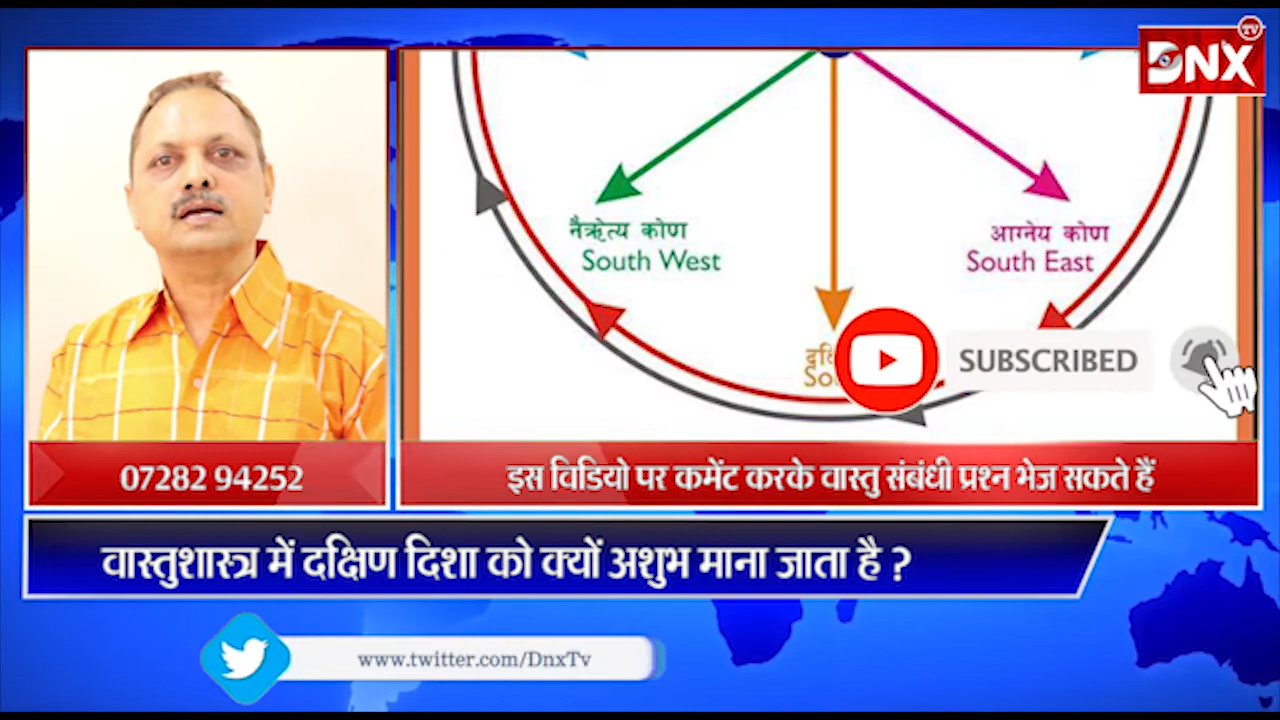 DNX TV
नैऋेत्य कोण
South West
आग्नेय कोण
South East
SUBSCRIBED
07282 94252
इस विडियो पर कमेंट करके वास्तु संबंधी प्रश्न भेज सकते हैं
वास्तुशास्त्र में दक्षिण दिशा को क्यों अशुभ माना जाता है ?
www.twitter.com/DnxTv